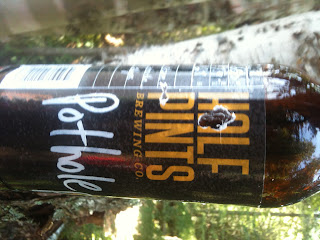 HALF
PINTS
BREWING CO.
Pothole